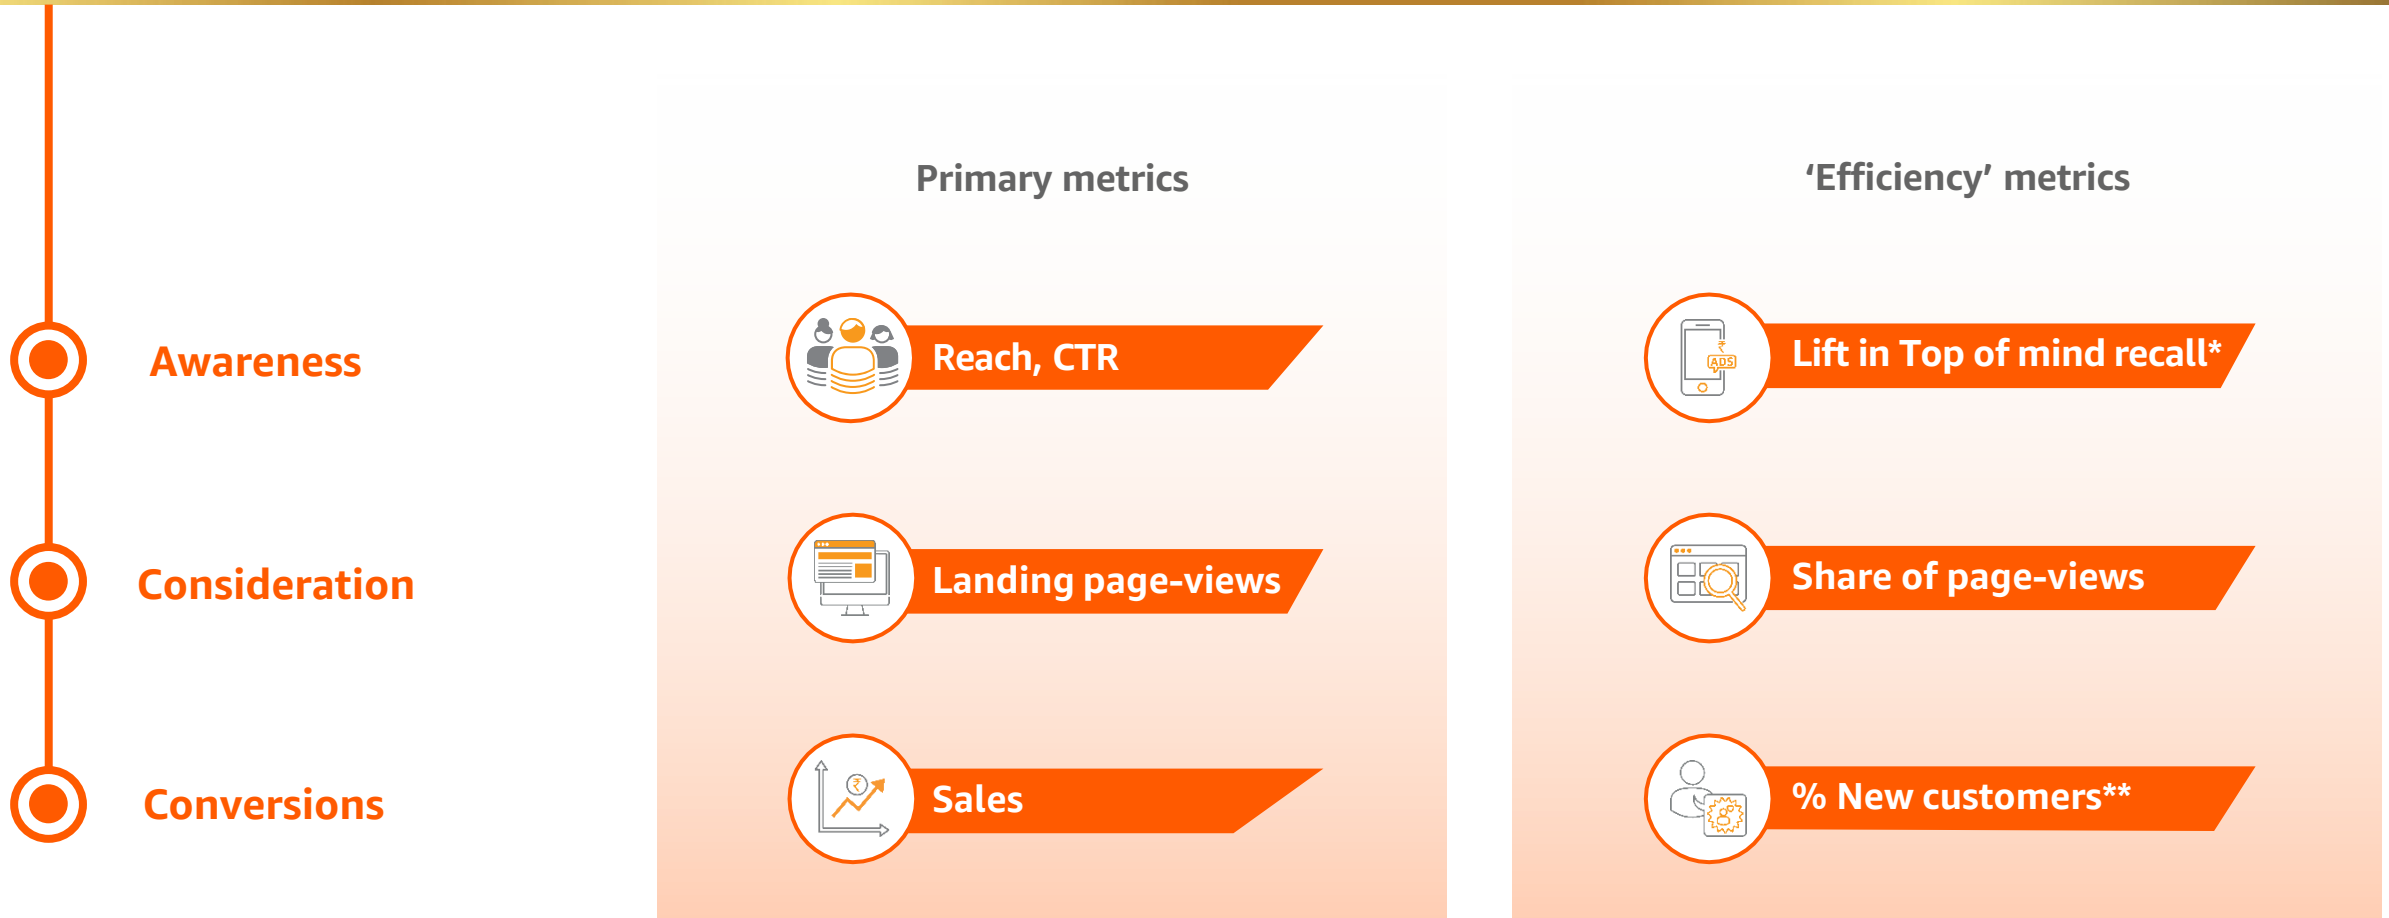 Primary metrics
‘Efficiency’ metrics
Awareness
Reach, CTR
Lift in Top of mind recall*
ADS
Consideration
Landing page-views
Share of page-views
Conversions
Sales
% New customers**